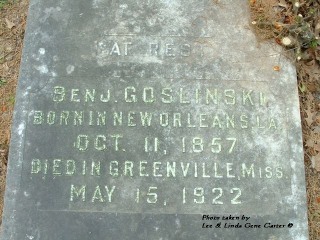 AT REST
BENJ. GOSLINSKI
BORN IN NEW ORLEANS, LA.
OCT. 11, 1857
DIED IN GREENVILLE, MISS.
MAY 15, 1922
Photo taken by
Lee & Linda Gene Carter ©